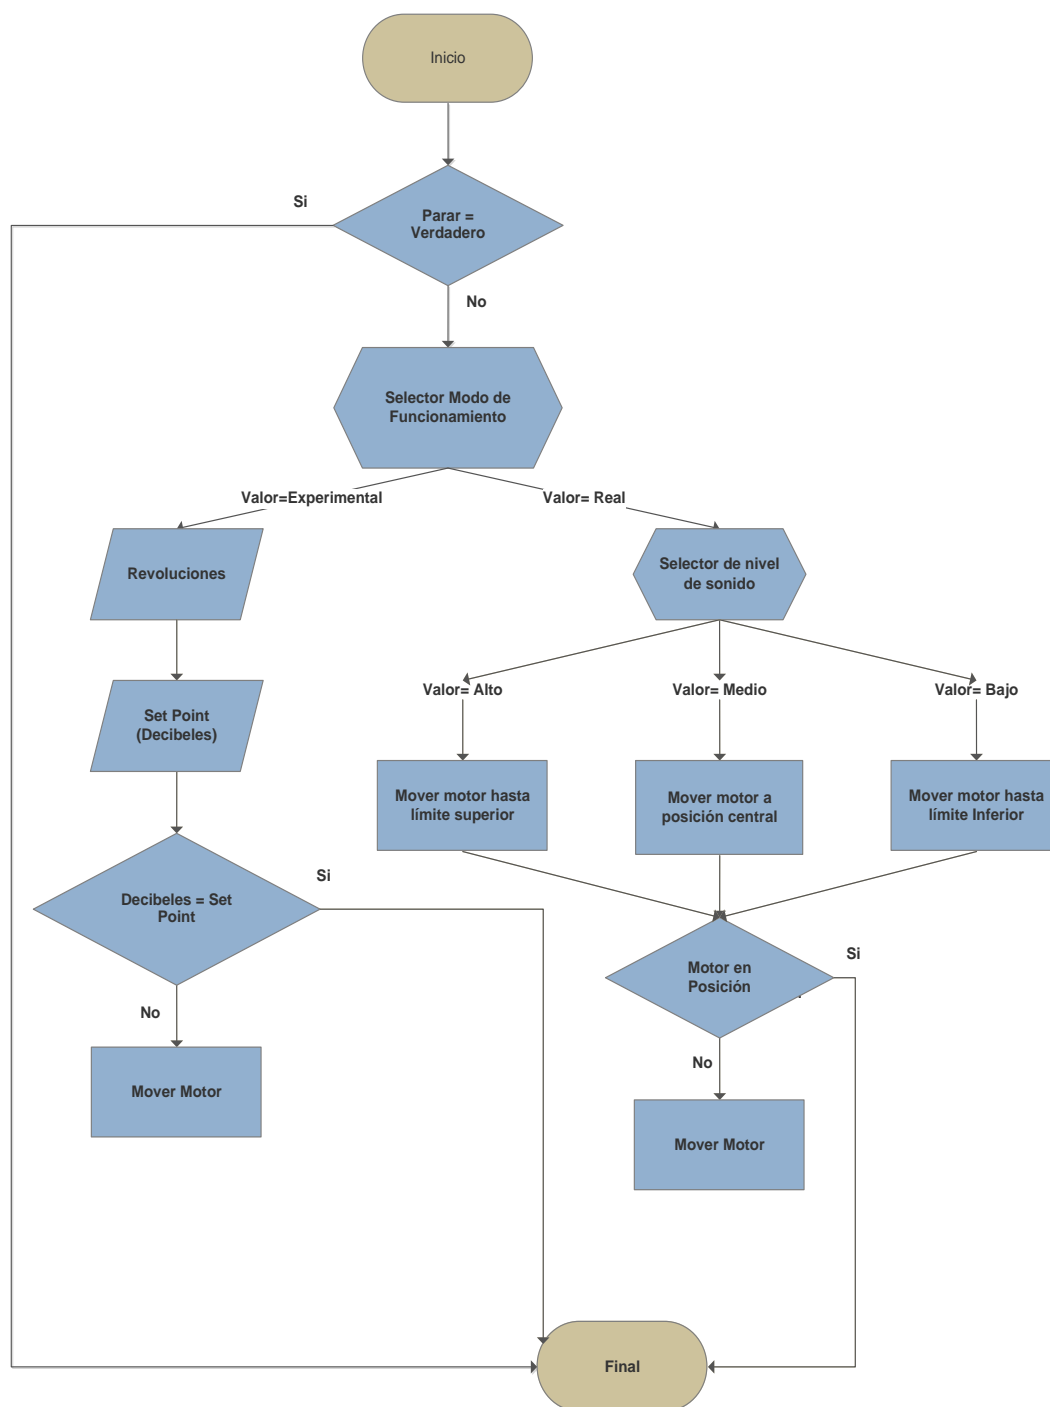 Inicio
Si
Parar =
Verdadero
No
Selector Modo de
Funcionamiento
Valor=Experimental
Valor= Real
Revoluciones
Selector de nivel
de sonido
Valor= Alto
Valor= Medio
Valor= Bajo
Set Point
(Decibeles)
Mover motor hasta
límite superior
Mover motor a
posición central
Mover motor hasta
límite Inferior
Si
Decibeles = Set
Point
Si
Motor en
Posición
No
No
Mover Motor
Mover Motor
Final